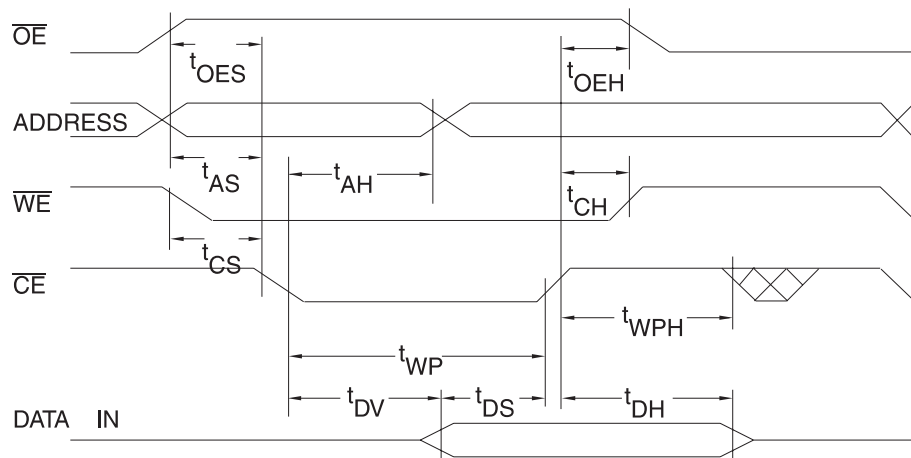 OE
tOES
tOEH
ADDRESS
tAS
tAH
WE
tCH
tCS
CE
tWPH
tWP
tDV
tDS
tDH
DATA IN